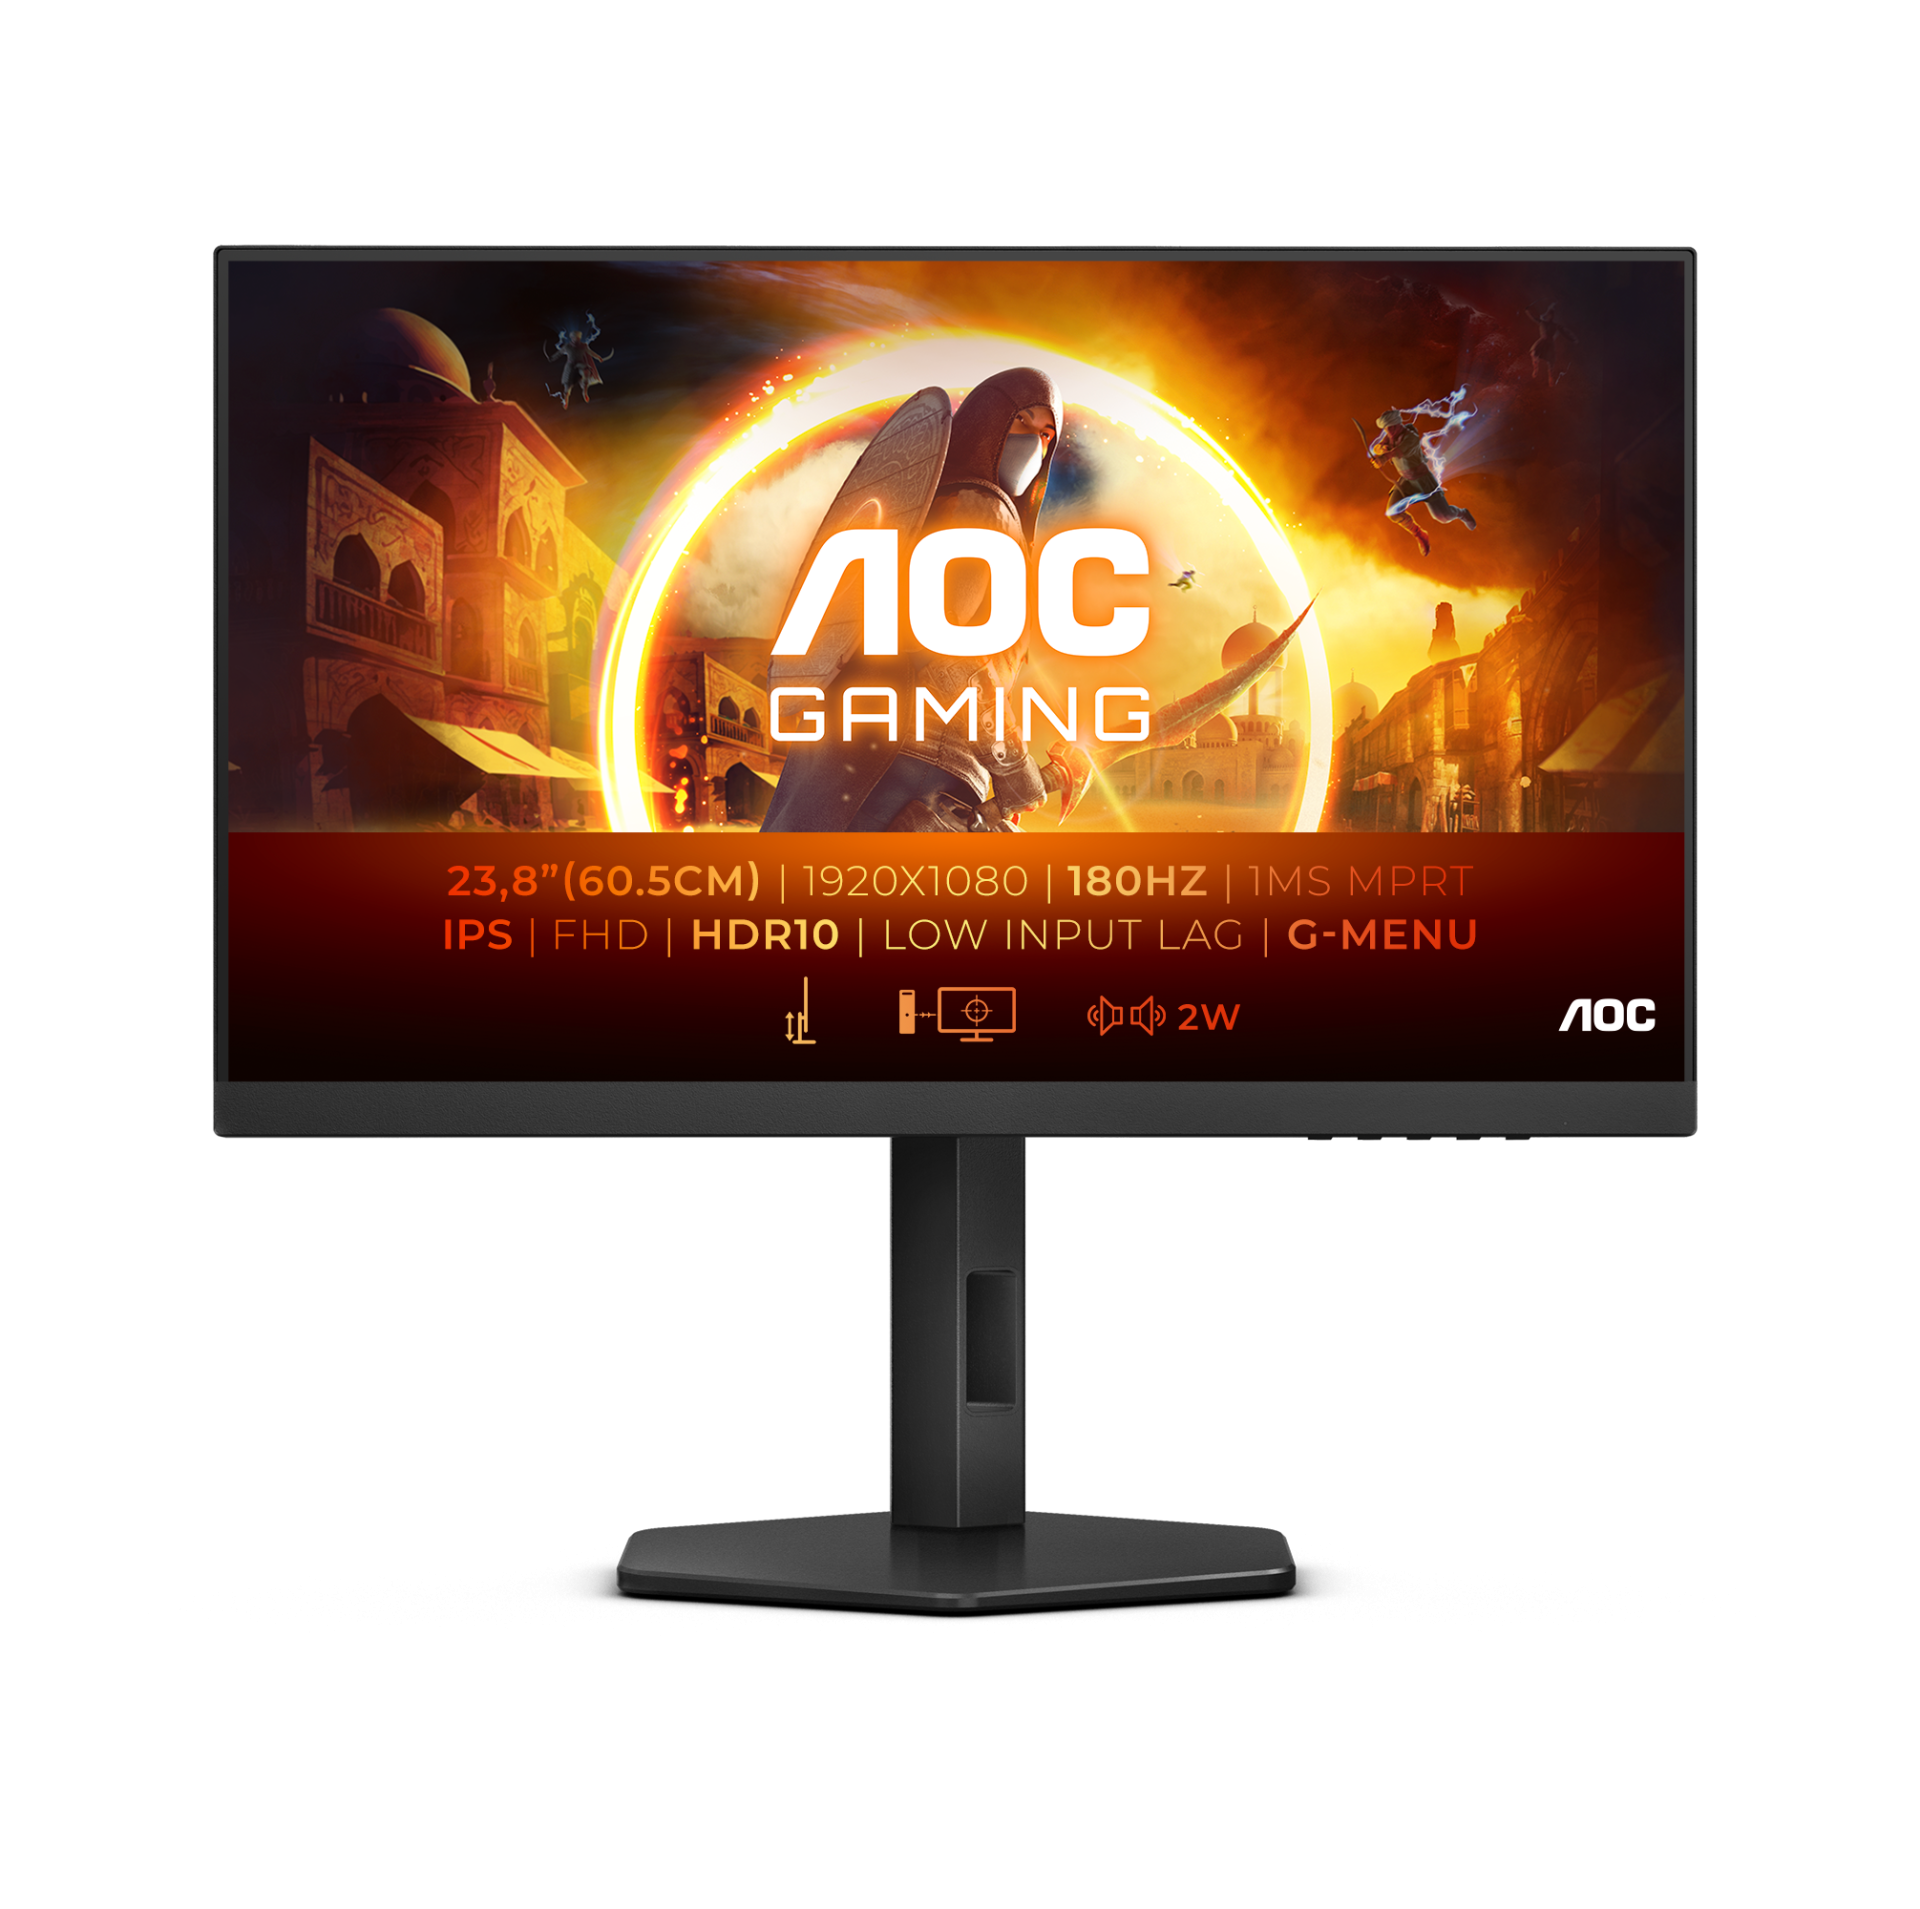 AOC
GAMING
23,8”(60.5CM) | 1920X1080 | 180HZ | 1MS MPRT
IPS | FHD | HDR10 | LOW INPUT LAG | G-MENU
2W
AOC